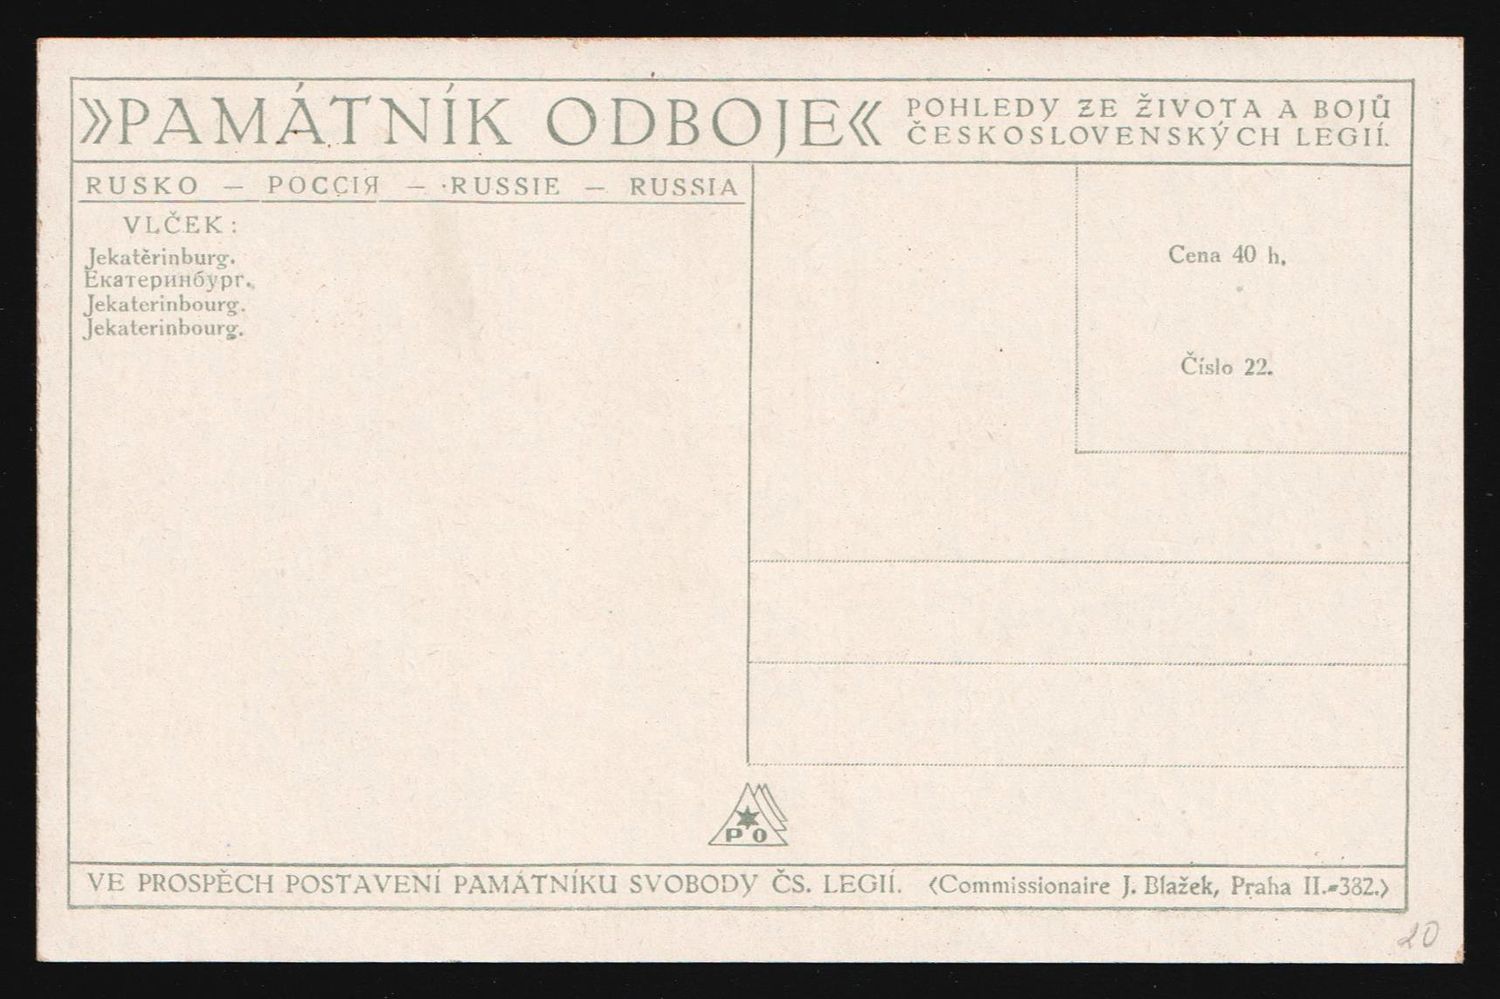 »PAMÁTNÍK ODBOJE«
POHLEDY ZE ŽIVOTA A BOJŮ
ČESKOSLOVENSKÝCH LEGIÍ.
RUSKO — РОССІЯ — RUSSIE — RUSSIA
VLČEK:
Jekatěrinburg.
Екатеринбург.
Jekaterinbourg.
Jekaterinbourg.
Cena 40 h.
Číslo 22.
PO
VE PROSPĚCH POSTAVENÍ PAMÁTNÍKU SVOBODY ČS. LEGIÍ. (Commissionaire J. Blažek, Praha II.-382.)
20